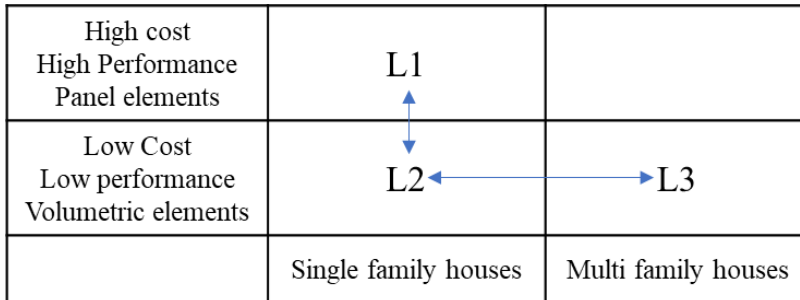 High cost
High Performance
Panel elements
L1
Low Cost
Low performance
Volumetric elements
L2
L3
Single family houses
Multi family houses